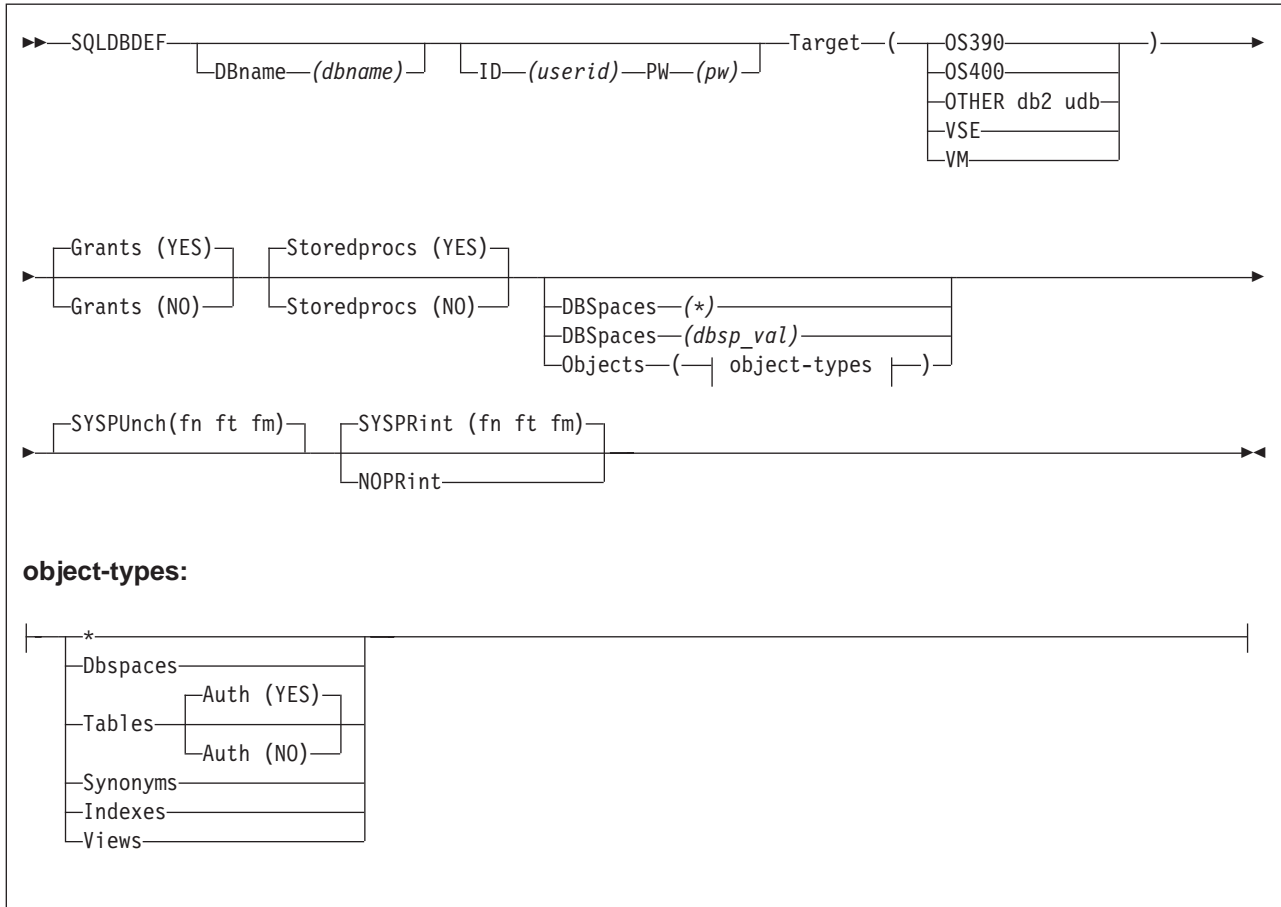 SQLDBDEF DBname (dbname) ID (userid) PW (pw) Target ( OS390 )
OS400
OTHER db2 udb
VSE
VM
Grants (YES) Storedprocs (YES)
Grants (NO) Storedprocs (NO) DBSpaces (*)
DBSpaces (dbsp_val)
Objects ( object-types )
SYSPUnch(fn ft fm) SYSPRint (fn ft fm)
NOPRint
object-types:
*
Dbspaces
Auth (YES)
Tables
Auth (NO)
Synonyms
Indexes
Views